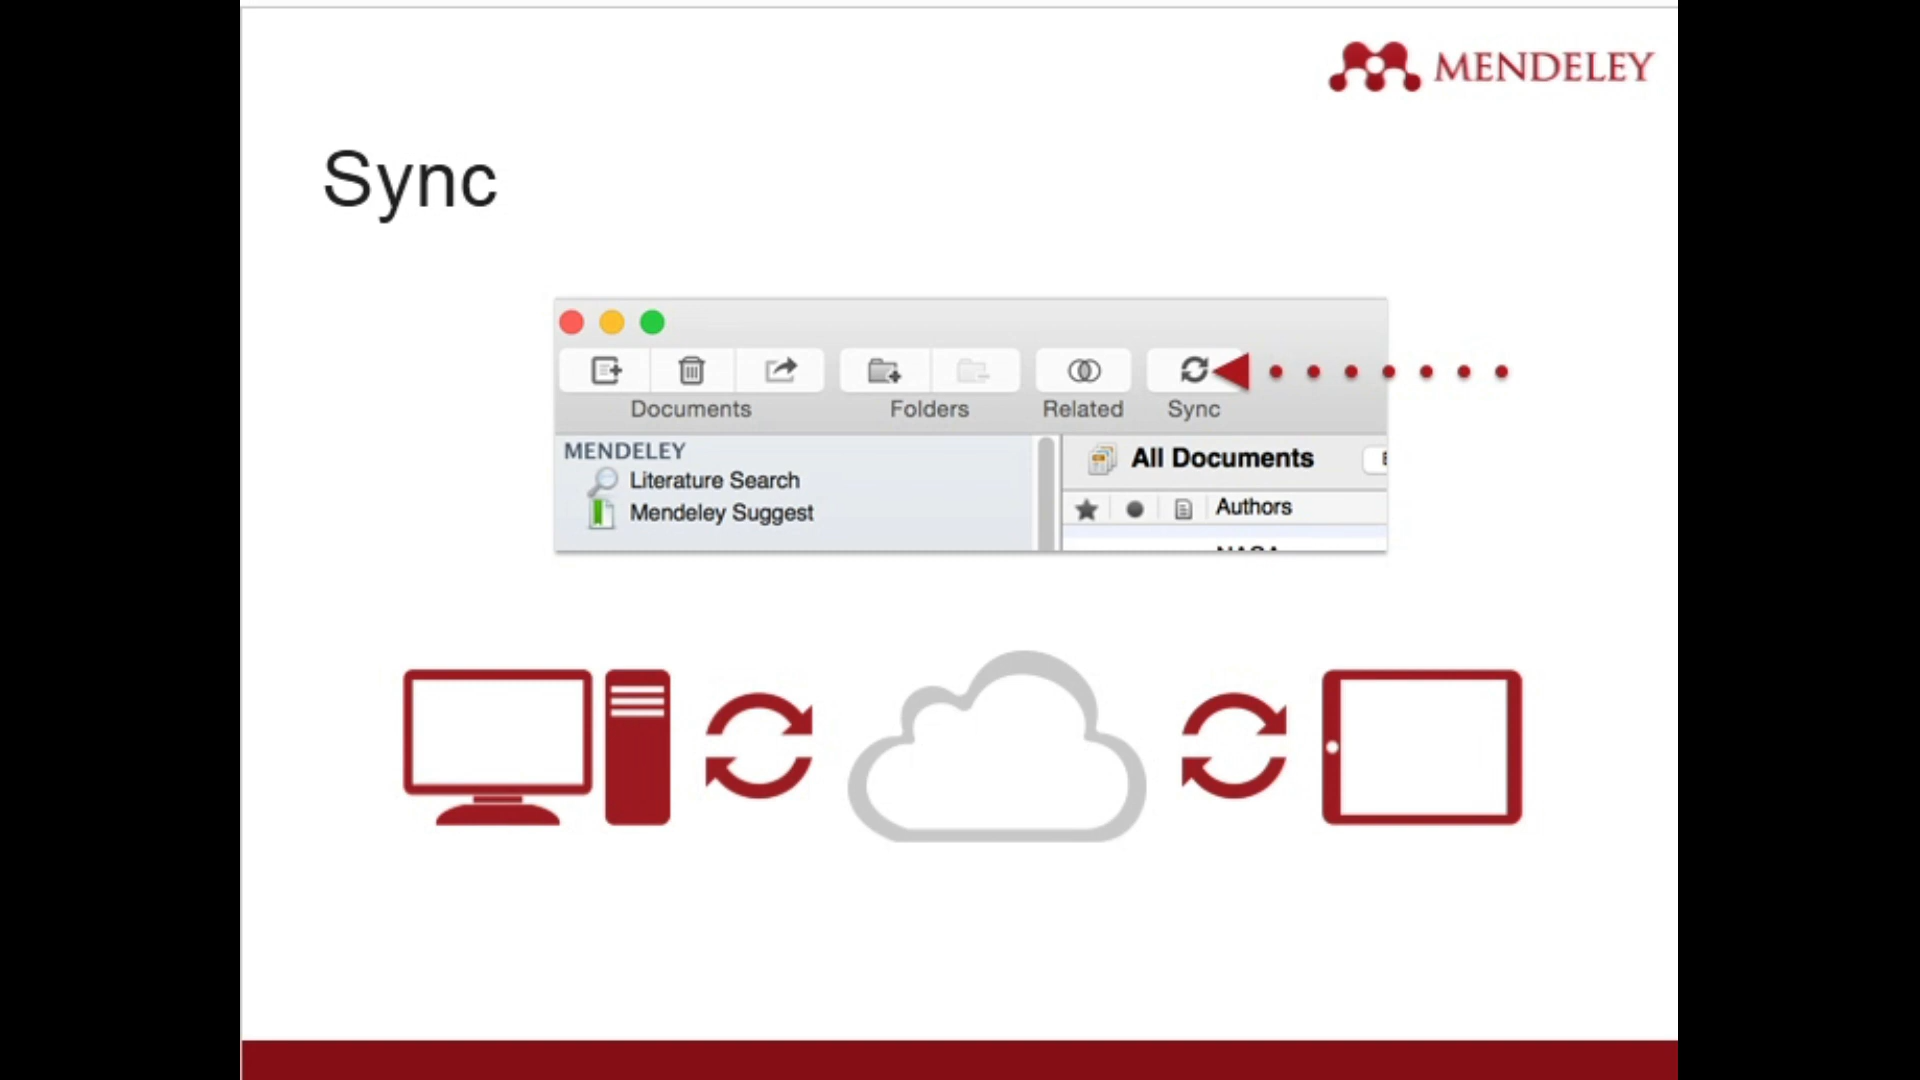 MENDELEY
Sync
Documents Folders Related Sync
MENDELEY
Literature Search
Mendeley Suggest
All Documents
Authors